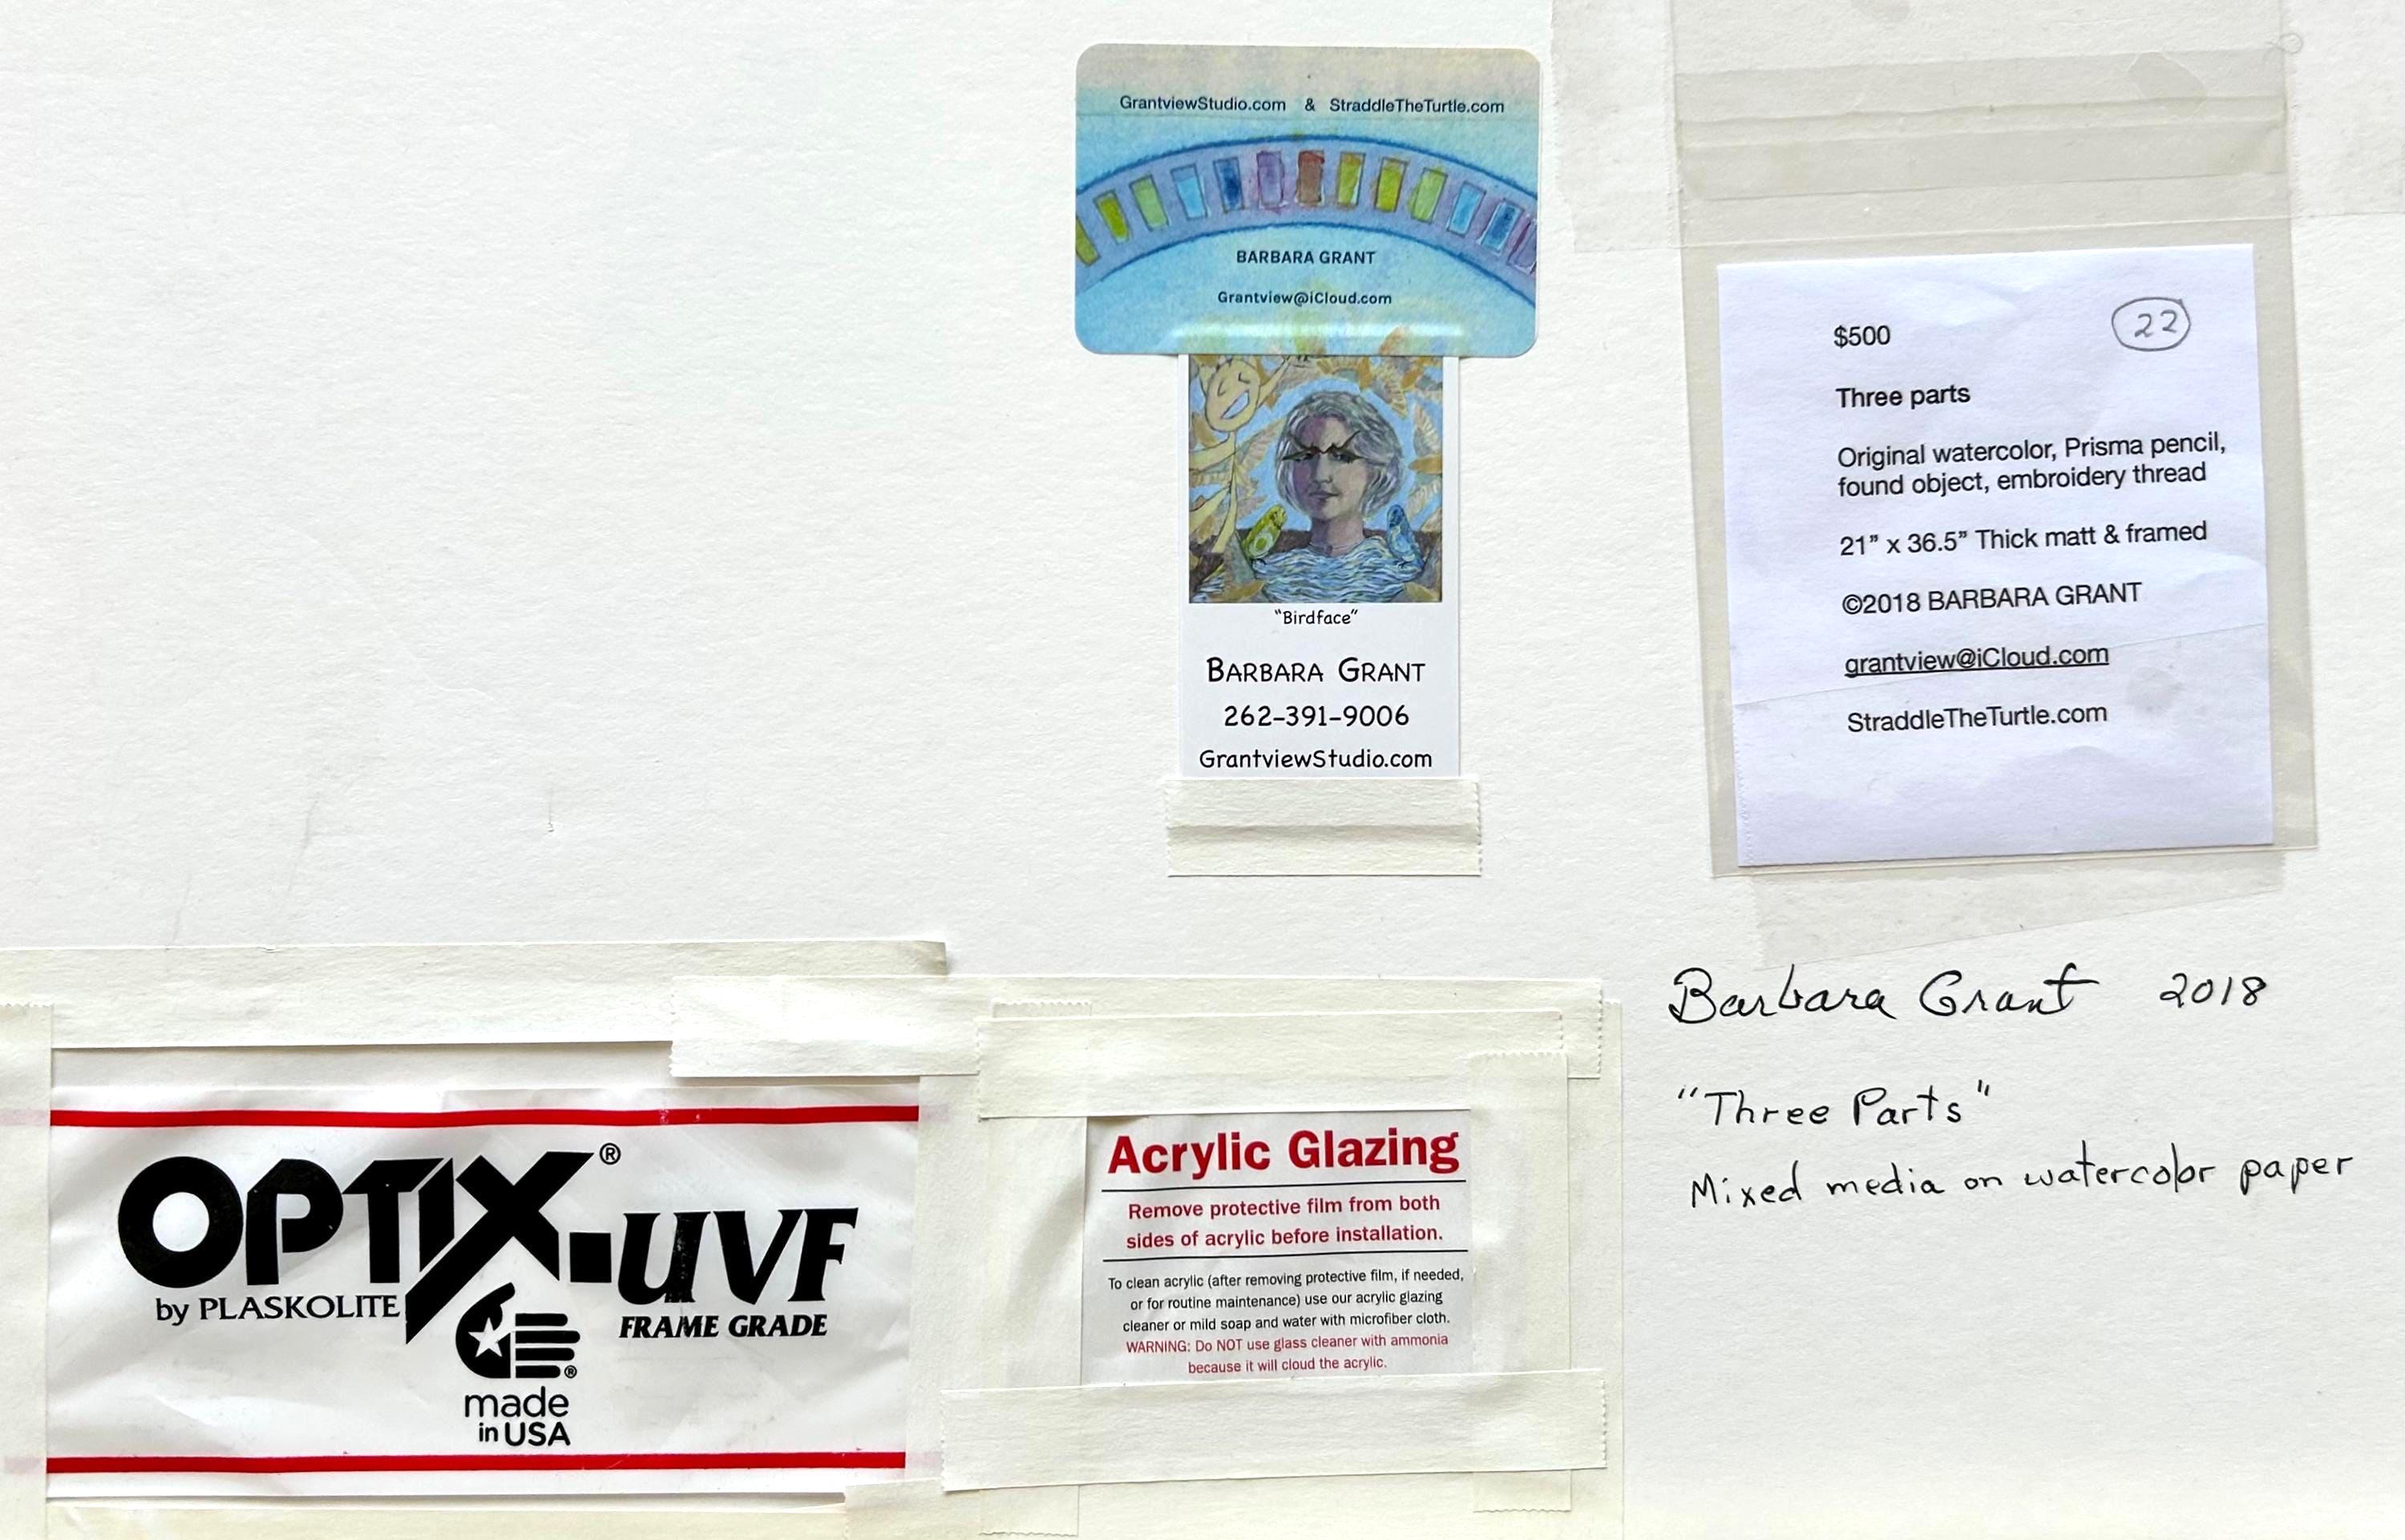 GrantviewStudio.com & StraddleTheTurtle.com
BARBARA GRANT
Grantview@iCloud.com
"Birdface"
BARBARA GRANT
262-391-9006
GrantviewStudio.com
$500
22
Three parts
Original watercolor, Prisma pencil,
found object, embroidery thread
21" x 36.5" Thick matt & framed
©2018 BARBARA GRANT
grantview@iCloud.com
StraddleTheTurtle.com
Barbara Grant 2018
"Three Parts"
Mixed media on watercolor paper
OPTIX®-UVF
by PLASKOLITE
FRAME GRADE
®
made
in USA
Acrylic Glazing
Remove protective film from both
sides of acrylic before installation.
To clean acrylic (after removing protective film, if needed,
or for routine maintenance) use our acrylic glazing
cleaner or mild soap and water with microfiber cloth.
WARNING: Do NOT use glass cleaner with ammonia
because it will cloud the acrylic.